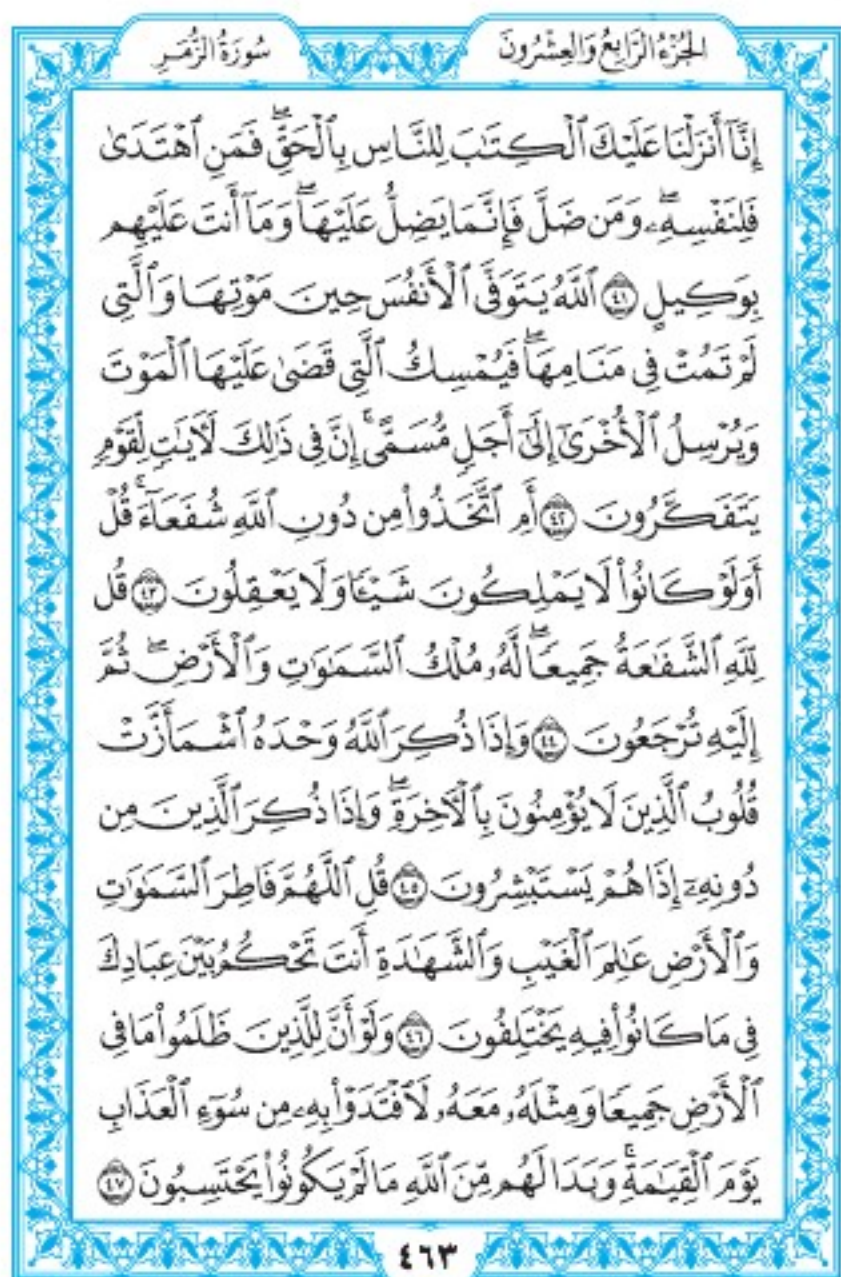 الجُزْءُ الرَّابِعُ وَالعِشْرُونَ
سُورَةُ الزُّمَرِ
إِنَّآ أَنزَلْنَا عَلَيْكَ ٱلْكِتَٰبَ لِلنَّاسِ بِٱلْحَقِّ ۖ فَمَنِ ٱهْتَدَىٰ
فَلِنَفْسِهِۦ ۖ وَمَن ضَلَّ فَإِنَّمَا يَضِلُّ عَلَيْهَا ۖ وَمَآ أَنتَ عَلَيْهِم
بِوَكِيلٍ ٤١ ٱللَّهُ يَتَوَفَّى ٱلْأَنفُسَ حِينَ مَوْتِهَا وَٱلَّتِى
لَمْ تَمُتْ فِى مَنَامِهَا ۖ فَيُمْسِكُ ٱلَّتِى قَضَىٰ عَلَيْهَا ٱلْمَوْتَ
وَيُرْسِلُ ٱلْأُخْرَىٰٓ إِلَىٰٓ أَجَلٍ مُّسَمًّى ۚ إِنَّ فِى ذَٰلِكَ لَءَايَٰتٍ لِّقَوْمٍ
يَتَفَكَّرُونَ ٤٢ أَمِ ٱتَّخَذُوا۟ مِن دُونِ ٱللَّهِ شُفَعَآءَ ۚ قُلْ
أَوَلَوْ كَانُوا۟ لَا يَمْلِكُونَ شَيْـًٔا وَلَا يَعْقِلُونَ ٤٣ قُل
لِّلَّهِ ٱلشَّفَٰعَةُ جَمِيعًا ۖ لَّهُۥ مُلْكُ ٱلسَّمَٰوَٰتِ وَٱلْأَرْضِ ۖ ثُمَّ
إِلَيْهِ تُرْجَعُونَ ٤٤ وَإِذَا ذُكِرَ ٱللَّهُ وَحْدَهُ ٱشْمَأَزَّتْ
قُلُوبُ ٱلَّذِينَ لَا يُؤْمِنُونَ بِٱلْءَاخِرَةِ ۖ وَإِذَا ذُكِرَ ٱلَّذِينَ مِن
دُونِهِۦٓ إِذَا هُمْ يَسْتَبْشِرُونَ ٤٥ قُلِ ٱللَّهُمَّ فَاطِرَ ٱلسَّمَٰوَٰتِ
وَٱلْأَرْضِ عَٰلِمَ ٱلْغَيْبِ وَٱلشَّهَٰدَةِ أَنتَ تَحْكُمُ بَيْنَ عِبَادِكَ
فِى مَا كَانُوا۟ فِيهِ يَخْتَلِفُونَ ٤٦ وَلَوْ أَنَّ لِلَّذِينَ ظَلَمُوا۟ مَا فِى
ٱلْأَرْضِ جَمِيعًا وَمِثْلَهُۥ مَعَهُۥ لَٱفْتَدَوْا۟ بِهِۦ مِن سُوٓءِ ٱلْعَذَابِ
يَوْمَ ٱلْقِيَٰمَةِ ۚ وَبَدَا لَهُم مِّنَ ٱللَّهِ مَا لَمْ يَكُونُوا۟ يَحْتَسِبُونَ ٤٧
٤٦٣